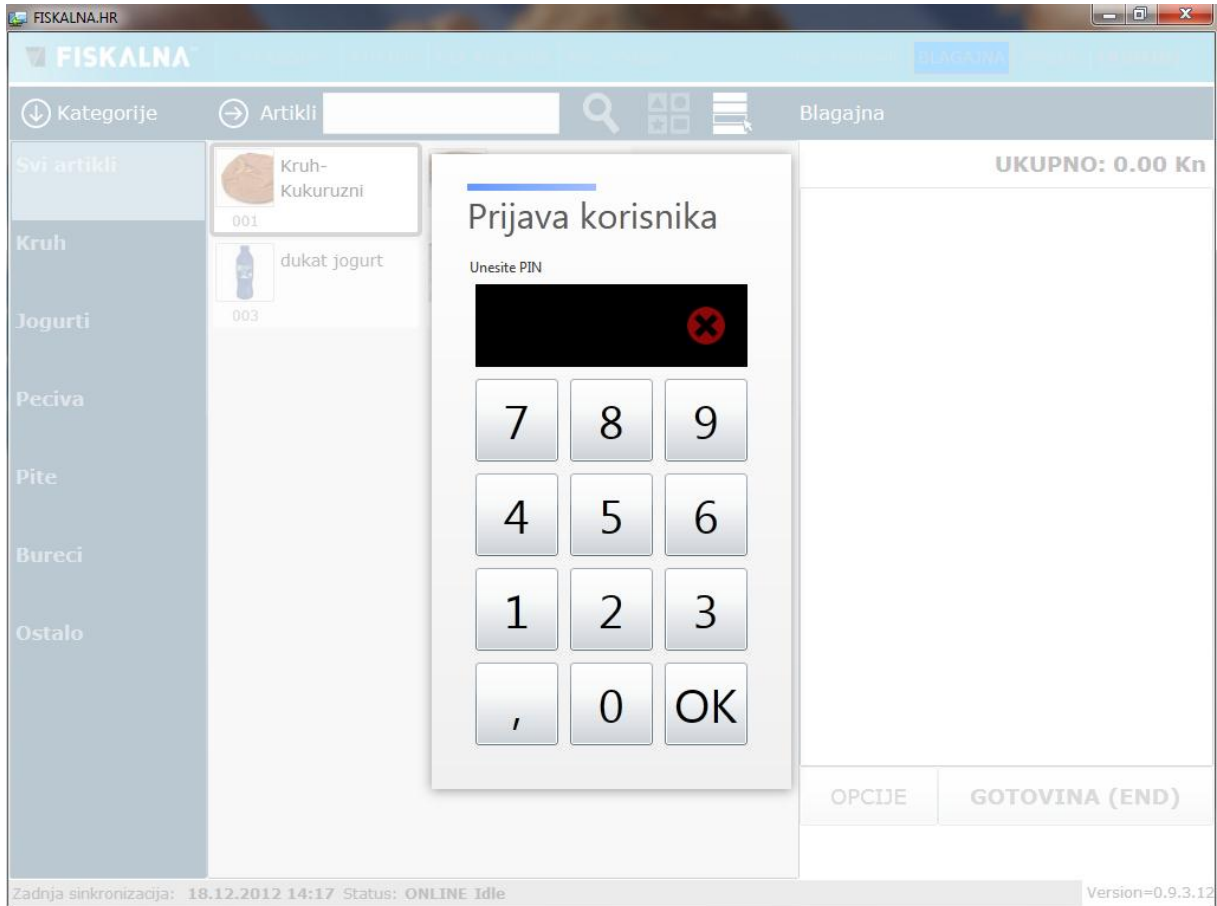 FISKALNA.HR
FISKALNA
BLAGAJNA
Kategorije
Artikli
Blagajna
Svi artikli
Kruh
Jogurti
Peciva
Pite
Bureci
Ostalo
Kruh-
Kukuruzni
001
dukat jogurt
003
Prijava korisnika
Unesite PIN
7 8 9
4 5 6
1 2 3
, 0 OK
UKUPNO: 0.00 Kn
OPCIJE
GOTOVINA (END)
Zadnja sinkronizacija: 18.12.2012 14:17 Status: ONLINE Idle
Version=0.9.3.12